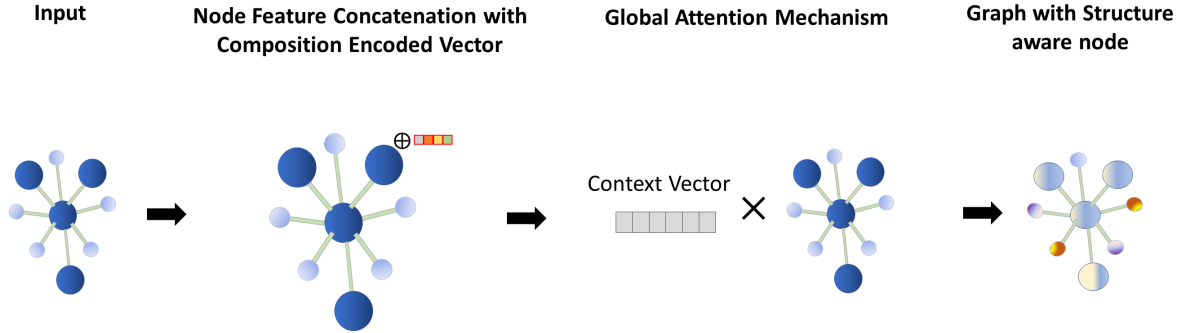 Input
Node Feature Concatenation with
Composition Encoded Vector
Global Attention Mechanism
Graph with Structure
aware node
Context Vector